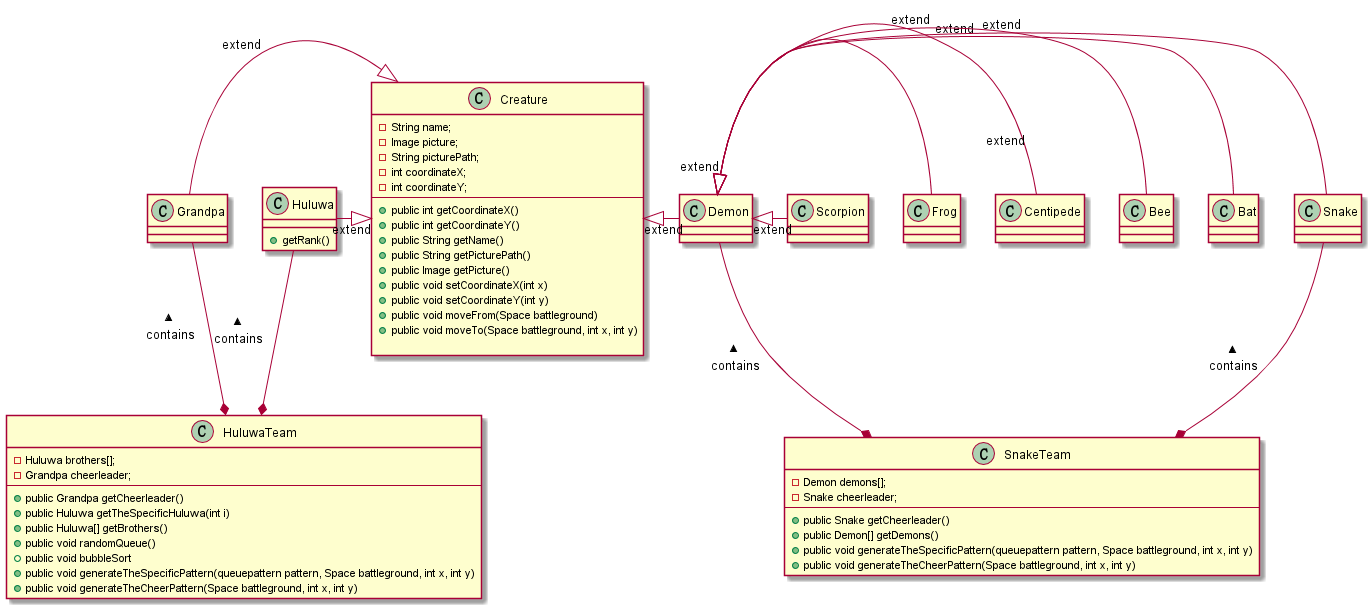 extend
extend
extend
extend
extend
extend
C Creature
String name;
Image picture;
String picturePath;
int coordinateX;
int coordinateY;
public int getCoordinateX()
public int getCoordinateY()
public String getName()
public String getPicturePath()
public Image getPicture()
public void setCoordinateX(int x)
public void setCoordinateY(int y)
public void moveFrom(Space battleground)
public void moveTo(Space battleground, int x, int y)
C Grandpa
C Huluwa
getRank()
extend
extend
C Demon
extend
C Scorpion
C Frog
C Centipede
C Bee
C Bat
C Snake
▲
contains
▲
contains
▲
contains
▲
contains
C HuluwaTeam
Huluwa brothers[];
Grandpa cheerleader;
public Grandpa getCheerleader()
public Huluwa getTheSpecificHuluwa(int i)
public Huluwa[] getBrothers()
public void randomQueue()
public void bubbleSort
public void generateTheSpecificPattern(queuepattern pattern, Space battleground, int x, int y)
public void generateTheCheerPattern(Space battleground, int x, int y)
C SnakeTeam
Demon demons[];
Snake cheerleader;
public Snake getCheerleader()
public Demon[] getDemons()
public void generateTheSpecificPattern(queuepattern pattern, Space battleground, int x, int y)
public void generateTheCheerPattern(Space battleground, int x, int y)